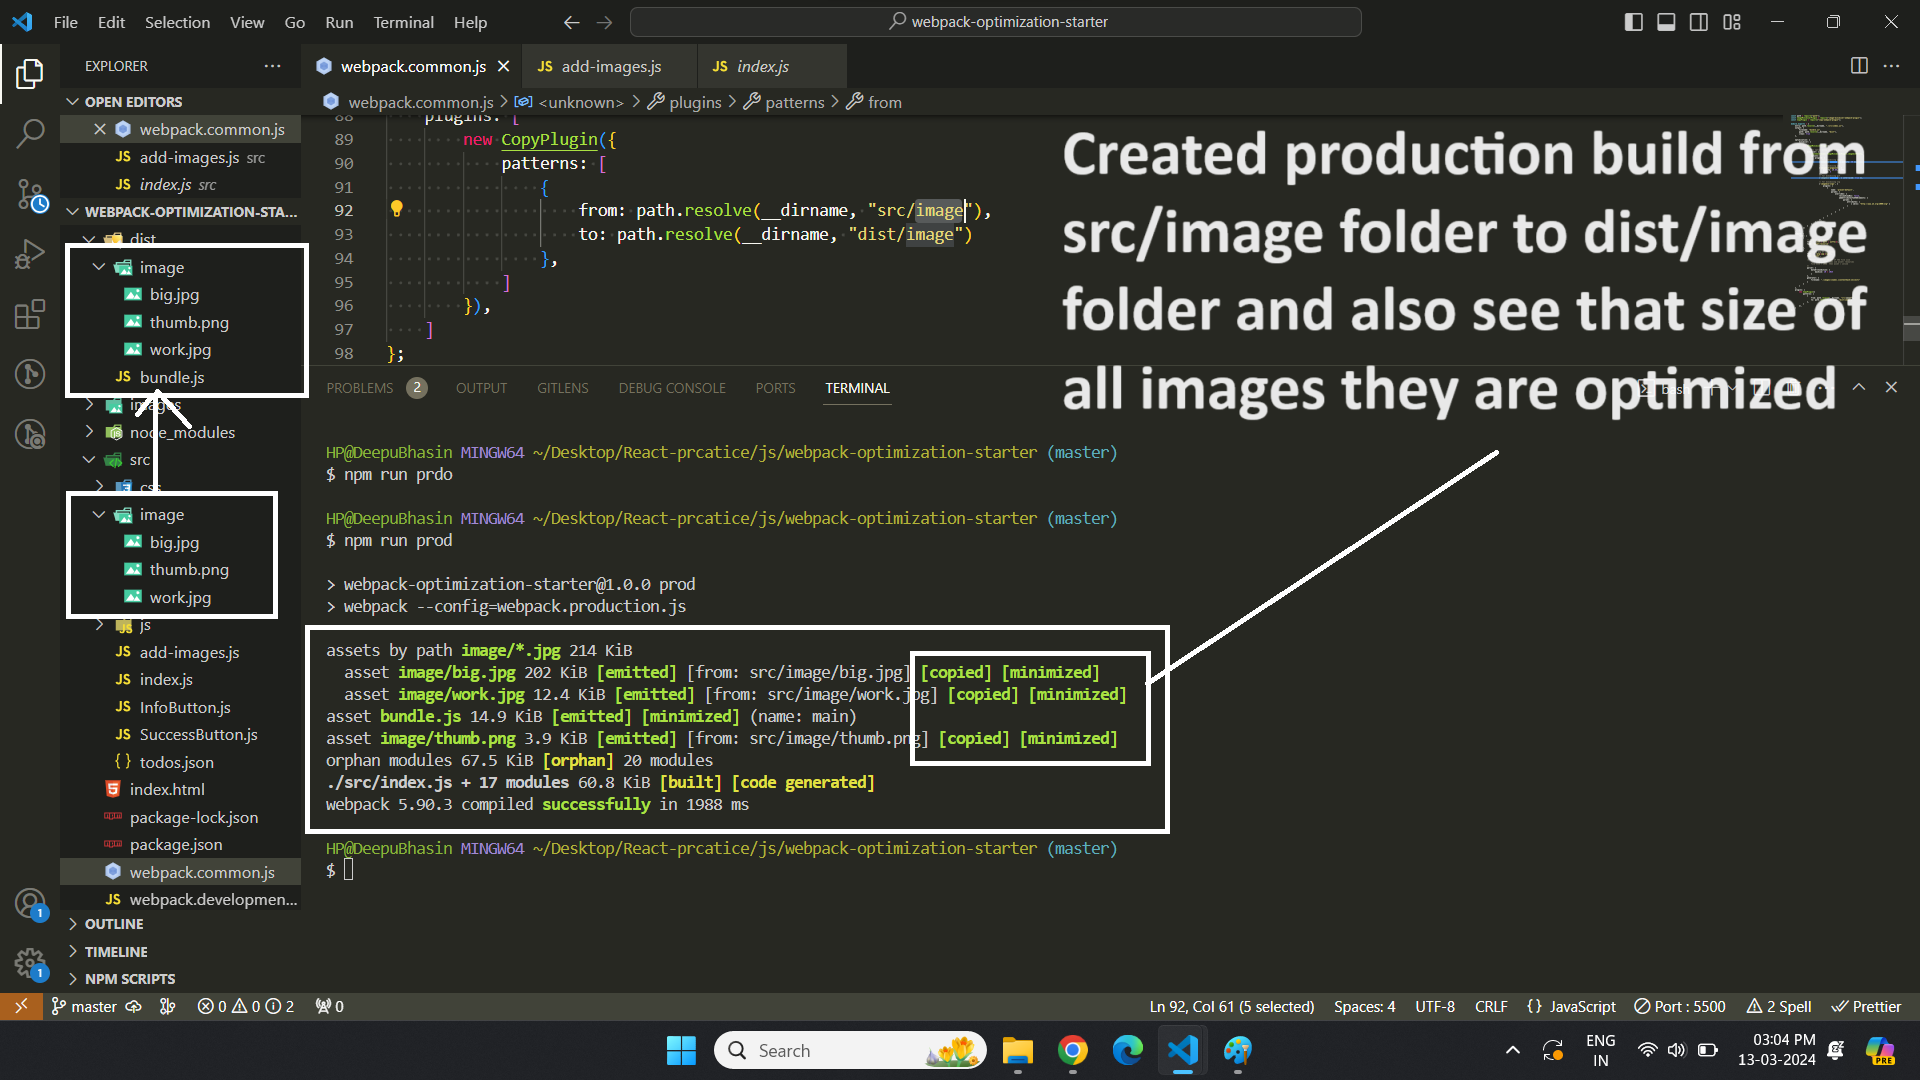 File Edit Selection View Go Run Terminal Help
webpack-optimization-starter
EXPLORER
OPEN EDITORS
webpack.common.js
JS add-images.js src
JS index.js src
WEBPACK-OPTIMIZATION-STA...
dist
image
big.jpg
thumb.png
work.jpg
JS bundle.js
images
node_modules
src
css
image
big.jpg
thumb.png
work.jpg
js
JS add-images.js
JS index.js
JS InfoButton.js
JS SuccessButton.js
{} todos.json
index.html
package-lock.json
package.json
webpack.common.js
JS webpack.developmen...
OUTLINE
TIMELINE
NPM SCRIPTS
webpack.common.js
JS add-images.js
JS index.js
webpack.common.js > <unknown> > plugins > patterns > from
88 plugins: [
89 new CopyPlugin({
90 patterns: [
91 {
92 from: path.resolve(__dirname, "src/image"),
93 to: path.resolve(__dirname, "dist/image")
94 },
95 ]
96 }),
97 ]
98 };
Created production build from
src/image folder to dist/image
folder and also see that size of
all images they are optimized
PROBLEMS 2 OUTPUT GITLENS DEBUG CONSOLE PORTS TERMINAL
bash
HP@DeepuBhasin MINGW64 ~/Desktop/React-prcatice/js/webpack-optimization-starter (master)
$ npm run prdo
HP@DeepuBhasin MINGW64 ~/Desktop/React-prcatice/js/webpack-optimization-starter (master)
$ npm run prod
> webpack-optimization-starter@1.0.0 prod
> webpack --config=webpack.production.js
assets by path image/*.jpg 214 KiB
asset image/big.jpg 202 KiB [emitted] [from: src/image/big.jpg] [copied] [minimized]
asset image/work.jpg 12.4 KiB [emitted] [from: src/image/work.jpg] [copied] [minimized]
asset bundle.js 14.9 KiB [emitted] [minimized] (name: main)
asset image/thumb.png 3.9 KiB [emitted] [from: src/image/thumb.png] [copied] [minimized]
orphan modules 67.5 KiB [orphan] 20 modules
./src/index.js + 17 modules 60.8 KiB [built] [code generated]
webpack 5.90.3 compiled successfully in 1988 ms
HP@DeepuBhasin MINGW64 ~/Desktop/React-prcatice/js/webpack-optimization-starter (master)
$
1
1
master 0 0 2 0 Ln 92, Col 61 (5 selected) Spaces: 4 UTF-8 CRLF {} JavaScript Port : 5500 2 Spell Prettier
Search
ENG
IN
03:04 PM
13-03-2024
PRE